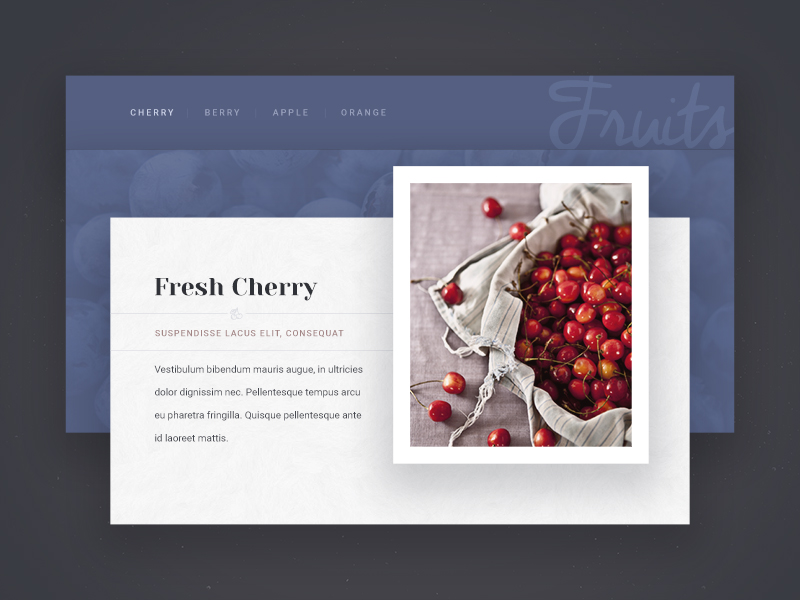 CHERRY BERRY APPLE ORANGE
Fruits
Fresh Cherry
SUSPENDISSE LACUS ELIT, CONSEQUAT
Vestibulum bibendum mauris augue, in ultricies
dolor dignissim nec. Pellentesque tempus arcu
eu pharetra fringilla. Quisque pellentesque ante
id laoreet mattis.